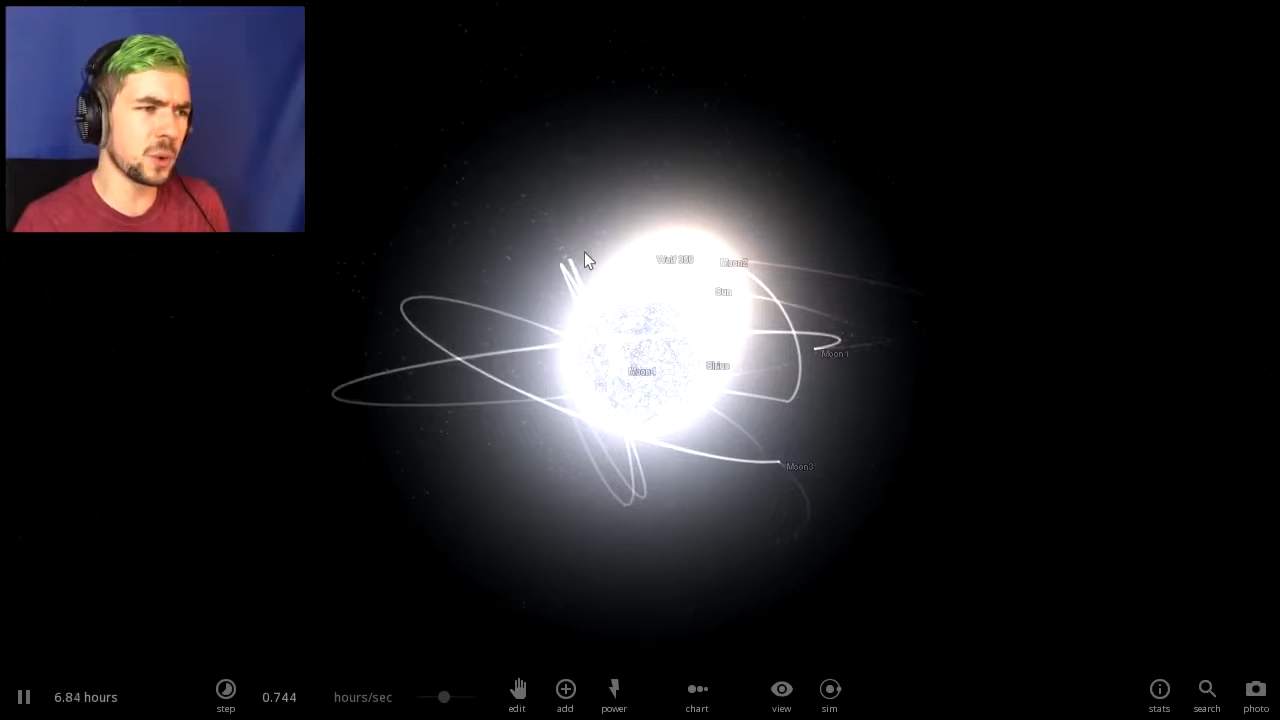 Wolf 359
Moon2
Sun
Moon1
Moon4
Sirius
Moon3
6.84 hours
step
0.744
hours/sec
edit
add
power
chart
view
sim
stats
search
photo